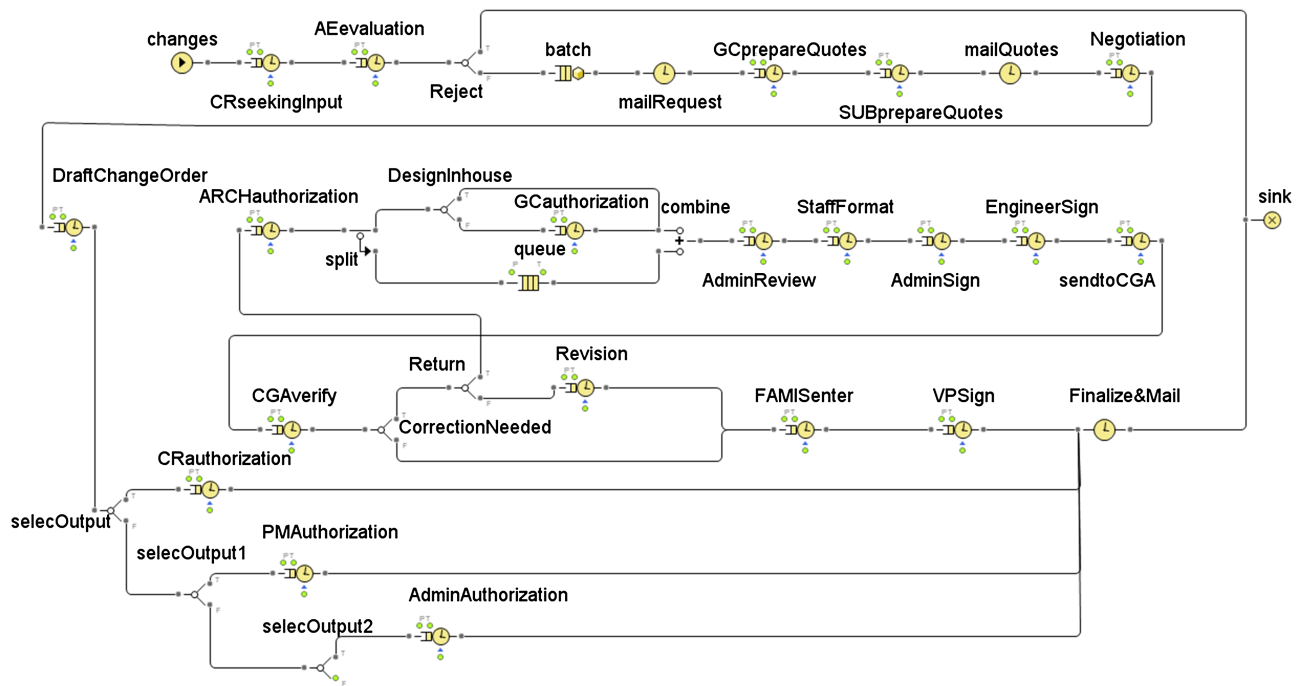 changes
AEevaluation
CRseekingInput
Reject
batch
mailRequest
GCprepareQuotes
SUBprepareQuotes
mailQuotes
Negotiation
DraftChangeOrder
ARCHauthorization
split
DesignInhouse
GCauthorization
queue
combine
AdminReview
StaffFormat
AdminSign
EngineerSign
sendtoCGA
sink
CGAverify
CorrectionNeeded
Return
Revision
FAMISenter
VPSign
Finalize&Mail
CRauthorization
selecOutput
selecOutput1
PMAuthorization
selecOutput2
AdminAuthorization